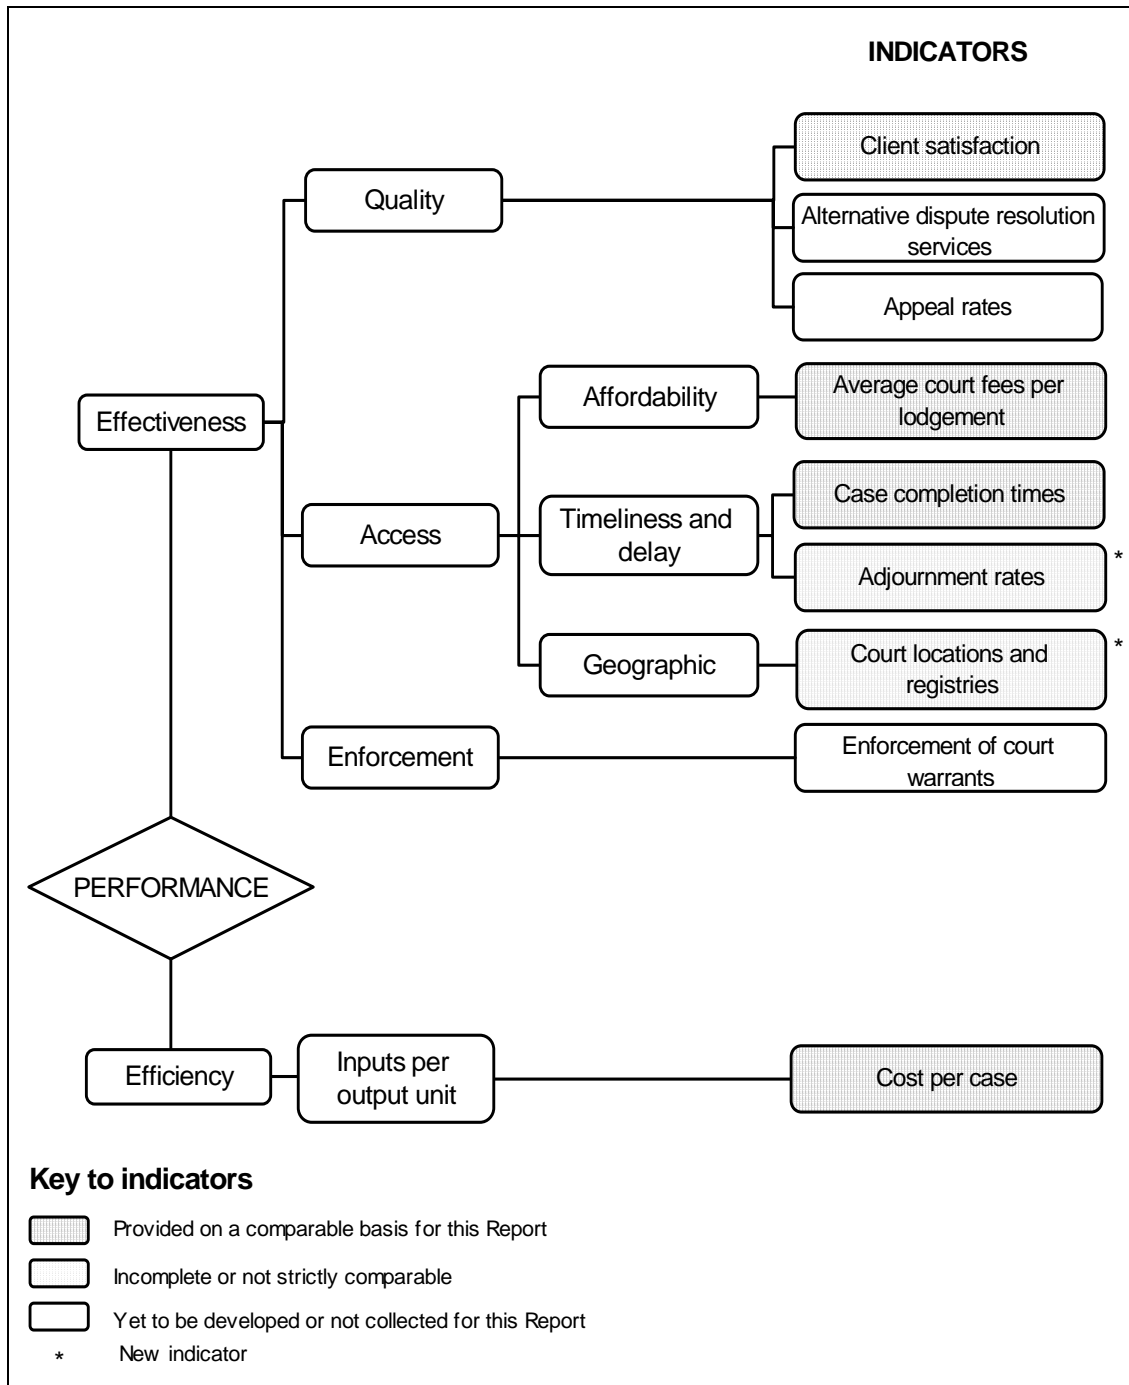 INDICATORS
Client satisfaction
Quality
Alternative dispute resolution
services
Appeal rates
Affordability
Average court fees per
lodgement
Effectiveness
Case completion times
Access
Timeliness and
delay
Adjournment rates
*
Geographic
Court locations and
registries
*
Enforcement
Enforcement of court
warrants
PERFORMANCE
Efficiency
Inputs per
output unit
Cost per case
Key to indicators
Provided on a comparable basis for this Report
Incomplete or not strictly comparable
Yet to be developed or not collected for this Report
* New indicator